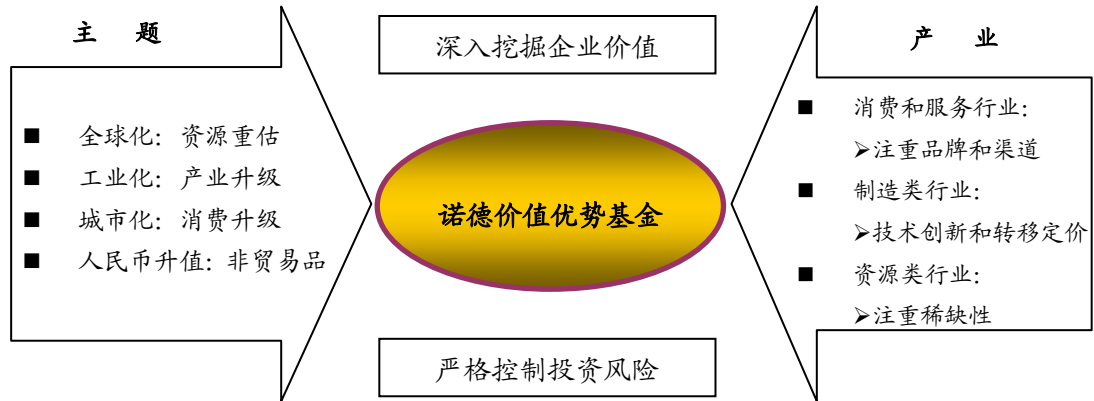 主 题
■ 全球化：资源重估
■ 工业化：产业升级
■ 城市化：消费升级
■ 人民币升值：非贸易品
深入挖掘企业价值
诺德价值优势基金
严格控制投资风险
产 业
■ 消费和服务行业：
➢注重品牌和渠道
■ 制造类行业：
➢技术创新和转移定价
■ 资源类行业：
➢注重稀缺性